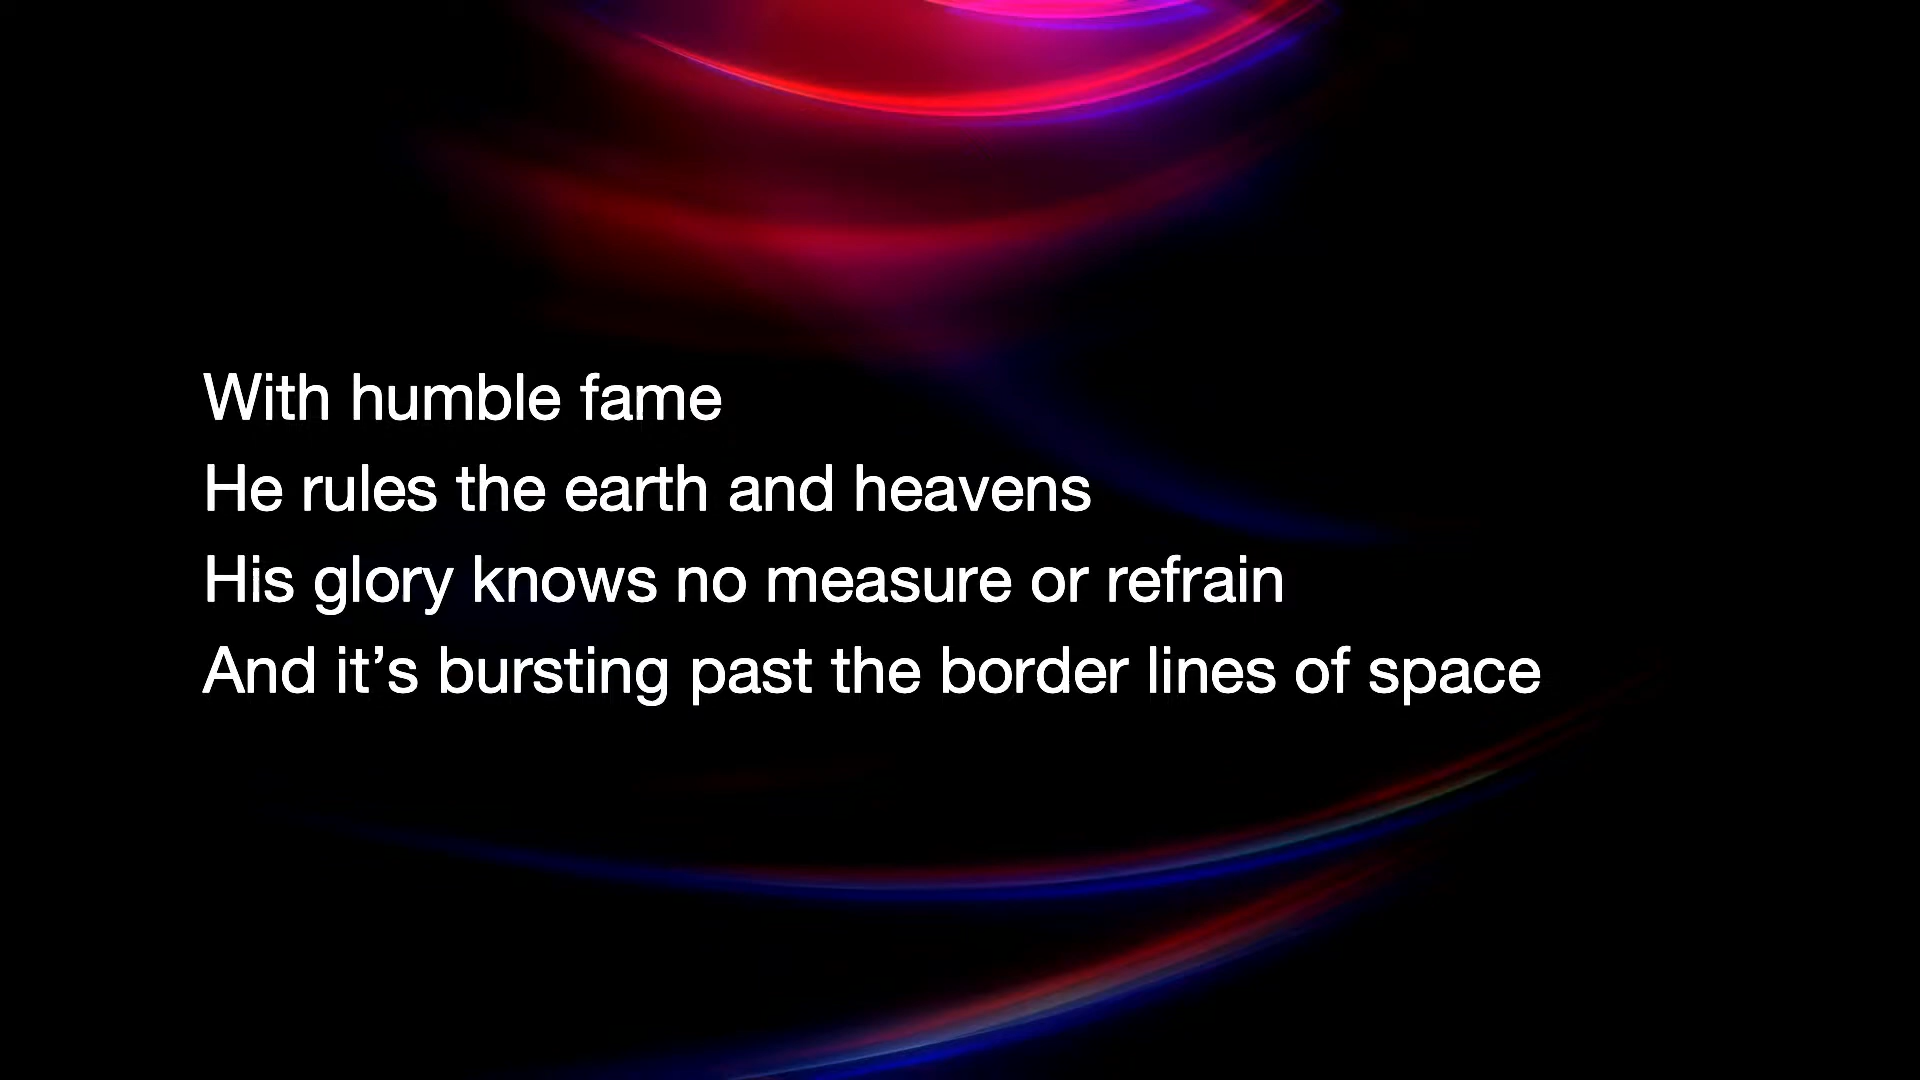 With humble fame
He rules the earth and heavens
His glory knows no measure or refrain
And it’s bursting past the border lines of space